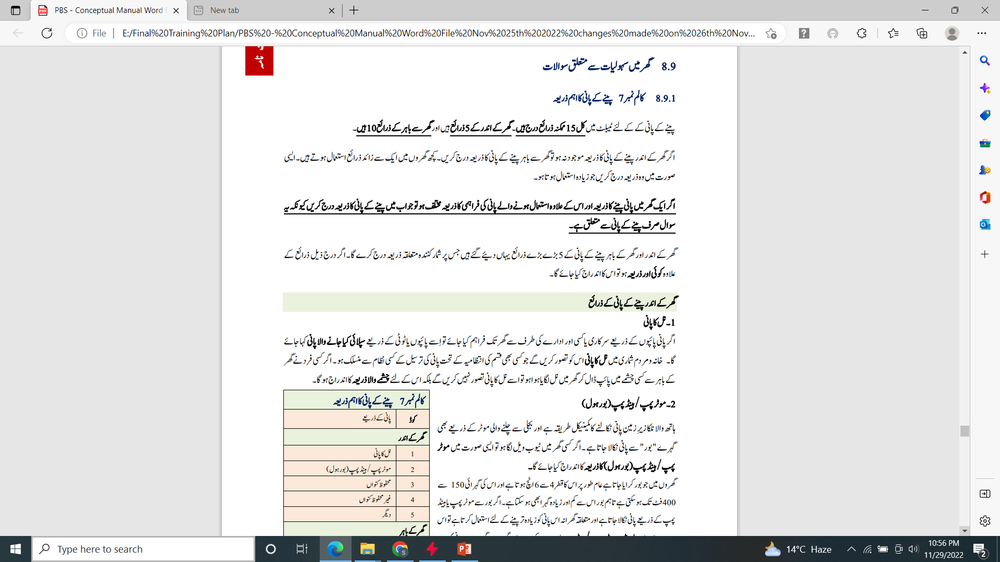 PBS - Conceptual Manual Word F
New tab
File
E:/Final%20Training%20Plan/PBS%20-%20Conceptual%20Manual%20Word%20File%20Nov%2025th%202022%20changes%20made%20on%2026th%20Nov...
8.9 گھر میں سہولیات سے متعلق سوالات
8.9.1 کالم نمبر 7 پینے کے پانی کا اہم ذریعہ
پینے کے پانی کے کے لئے ٹیبلٹ میں کل 15 ممکنہ ذرائع درج ہیں۔ گھر کے اندر کے 5 ذرائع ہیں اور گھر سے باہر کے ذرائع 10 ہیں۔
اگر گھر کے اندر پینے کے پانی کا ذریعہ موجود نہ ہو تو گھر سے باہر پینے کے پانی کا ذریعہ درج کریں۔ کچھ گھروں میں ایک سے زائد ذرائع استعمال ہوتے ہیں۔ ایسی
صورت میں وہ ذریعہ درج کریں جو زیادہ استعمال ہوتا ہو۔
اگر ایک گھر میں پانی پینے کا ذریعہ اور اس کے علاوہ استعمال ہونے والے پانی کی فراہمی کا ذریعہ مختلف ہو تو جواب میں پینے کے پانی کا ذریعہ درج کریں کیونکہ یہ
سوال صرف پینے کے پانی سے متعلق ہے۔
گھر کے اندر اور گھر کے باہر پینے کے پانی کے 5 بڑے بڑے ذرائع یہاں دیئے گئے ہیں جس پر شمار کنندہ متعلقہ ذریعہ درج کرے گا۔ اگر درج ذیل ذرائع کے
علاوہ کوئی اور ذریعہ ہو تو اس کا اندراج کیا جائے گا۔
گھر کے اندر پینے کے پانی کے ذرائع
1۔ نل کا پانی
اگر پانی پائپوں کے ذریعے سرکاری یا کسی اور ادارے کی طرف سے گھر تک فراہم کیا جائے تو اِسے پائپوں یا ٹوٹی کے ذریعے سپلائی کیا جانے والا پانی کہا جائے
گا۔ خانہ و مردم شماری میں نل کا پانی اس کو تصور کریں گے جو کسی بھی قسم کی انتظامیہ کے تحت پانی کی ترسیل کے کسی نظام سے منسلک ہو۔ اگر کسی فرد نے گھر
کے باہر سے کسی چشمے میں پائپ ڈال کر گھر میں نل لگایا ہوا ہو تو اسے نل کا پانی تصور نہیں کریں گے بلکہ اس کے لئے چشمے والا ذریعہ کا اندراج ہو گا۔
2۔ موٹر پمپ / ہینڈ پمپ (بور ہول)
ہاتھ والا نلکا زیرِ زمین پانی نکالنے کا مکینیکل طریقہ ہے اور بجلی سے چلنے والی موٹر کے ذریعے بھی
گہرے "بور" سے پانی نکالا جاتا ہے۔ اگر کسی گھر میں ٹیوب ویل لگا ہو تو ایسی صورت میں موٹر
پمپ / ہینڈ پمپ (بور ہول) کا ذریعہ کا اندراج کیا جائے گا۔
گھروں میں جو بور کرایا جاتا ہے عام طور پر اس کا قطر 4 سے 6 انچ ہوتا ہے اور اس کی گہرائی 150 سے
400 فٹ تک ہو سکتی ہے تاہم بور اس سے کم اور زیادہ گہرا بھی ہو سکتا ہے۔ اگر بور سے موٹر پمپ یا ہینڈ
پمپ کے ذریعے پانی نکالا جاتا ہے اور متعلقہ گھرانہ اس پانی کو زیادہ تر پینے کے لئے استعمال کرتا ہے تو اس
کالم نمبر 7 پینے کے پانی کا اہم ذریعہ
کوڈ پانی کے ذریعے
گھر کے اندر
1 نل کا پانی
2 موٹر پمپ / ہینڈ پمپ (بور ہول)
3 محفوظ کنواں
4 غیر محفوظ کنواں
5 دیگر
گھر کے باہر
Type here to search
14°C Haze
10:56 PM
11/29/2022
2